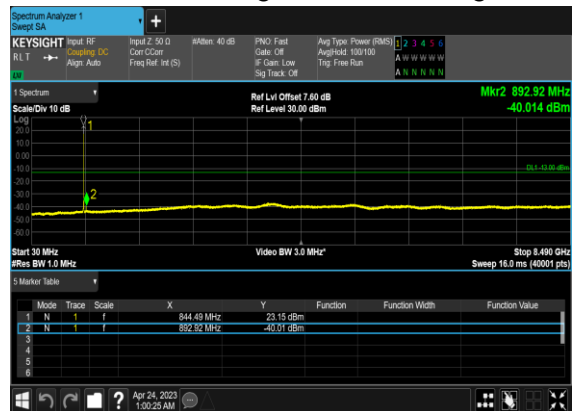 Spectrum Analyzer 1
Swept SA
+
KEYSIGHT Input: RF Input Z: 50 Ω #Atten: 40 dB PNO: Fast Avg Type: Power (RMS) 1 2 3 4 5 6
RLT Coupling: DC Corr CCorr Gate: Off Avg|Hold: 100/100 A W W W W W
Align: Auto Freq Ref: Int (S) IF Gain: Low Trig: Free Run
Sig Track: Off A N N N N N
LW
1 Spectrum Ref Lvl Offset 7.60 dB Mkr2 892.92 MHz
Scale/Div 10 dB Ref Level 30.00 dBm -40.014 dBm
Log
20.0
1
10.0
0.00
-10.0
DL1 -13.00 dBm
-20.0
-30.0
2
-40.0
-50.0
-60.0
Start 30 MHz Video BW 3.0 MHz* Stop 8.490 GHz
#Res BW 1.0 MHz Sweep 16.0 ms (40001 pts)
5 Marker Table
Mode Trace Scale X Y Function Function Width Function Value
1 N 1 f 844.49 MHz 23.15 dBm
2 N 1 f 892.92 MHz -40.01 dBm
3
4
5
6
? Apr 24, 2023
1:00:25 AM